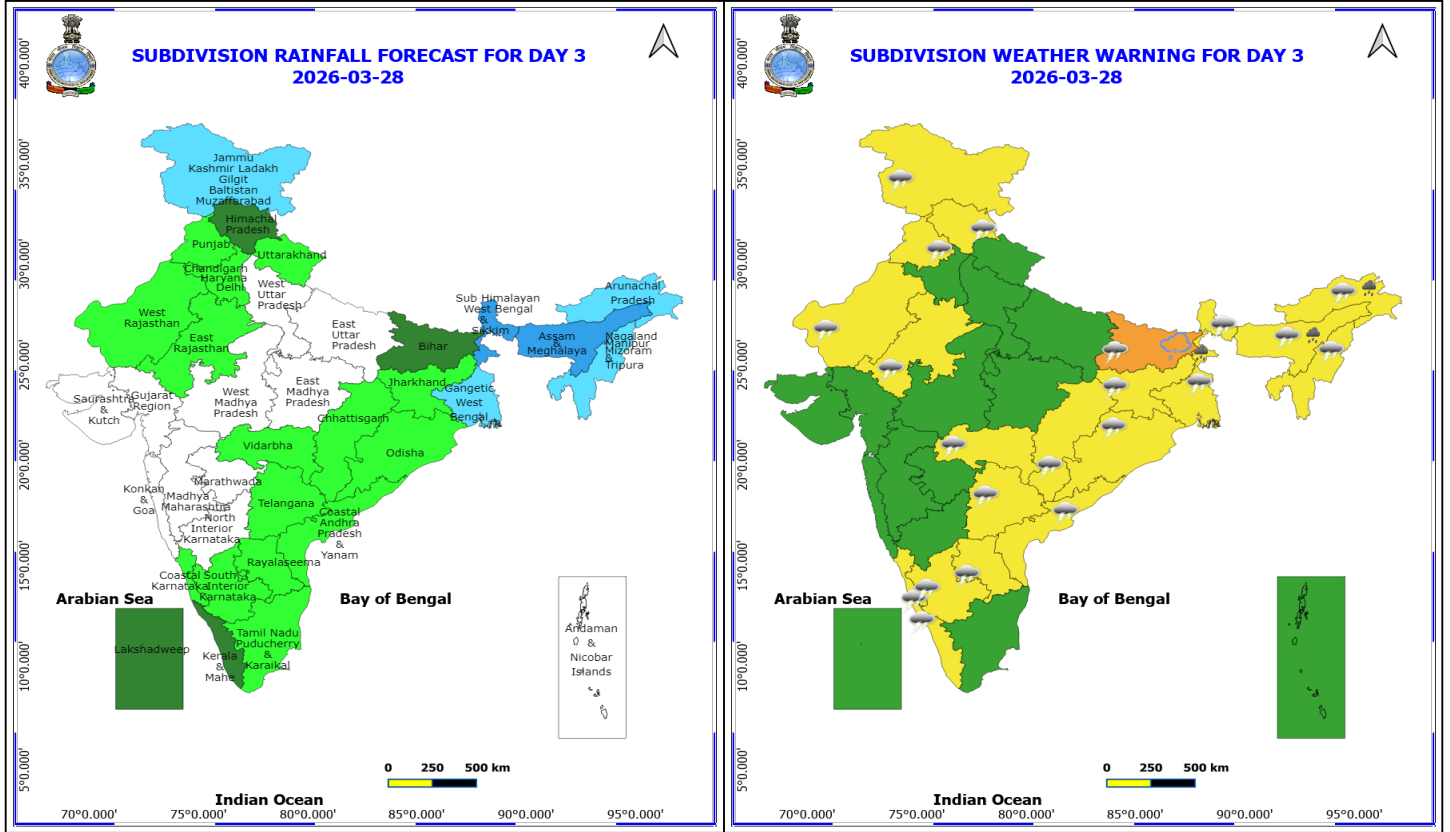 SUBDIVISION RAINFALL FORECAST FOR DAY 3
2026-03-28
40°0.000'
35°0.000'
30°0.000'
25°0.000'
20°0.000'
15°0.000'
10°0.000'
5°0.000'
Jammu
Kashmir Ladakh
Gilgit
Baltistan
Muzaffarabad
Himachal
Pradesh
Punjab
Uttarakhand
Chandigarh
Haryana
Delhi
West
Uttar
Pradesh
West
Rajasthan
East
Rajasthan
East
Uttar
Pradesh
Bihar
Sub Himalayan
West Bengal
&
Sikkim
Arunachal
Pradesh
Assam
&
Meghalaya
Nagaland
Manipur
Mizoram
&
Tripura
Saurashtra
&
Kutch
Gujarat
Region
West
Madhya
Pradesh
East
Madhya
Pradesh
Jharkhand
Gangetic
West
Bengal
Chhattisgarh
Vidarbha
Odisha
Konkan
&
Goa
Madhya
Maharashtra
Marathwada
North
Interior
Karnataka
Telangana
Coastal
Andhra
Pradesh
&
Yanam
Rayalaseema
Coastal
Karnataka
South
Interior
Karnataka
Tamil Nadu
Puducherry
&
Karaikal
Kerala
&
Mahe
Lakshadweep
Andaman
&
Nicobar
Islands
Arabian Sea
Bay of Bengal
Indian Ocean
0 250 500 km
70°0.000' 75°0.000' 80°0.000' 85°0.000' 90°0.000' 95°0.000'
SUBDIVISION WEATHER WARNING FOR DAY 3
2026-03-28
40°0.000'
35°0.000'
30°0.000'
25°0.000'
20°0.000'
15°0.000'
10°0.000'
5°0.000'
Arabian Sea
Bay of Bengal
Indian Ocean
0 250 500 km
70°0.000' 75°0.000' 80°0.000' 85°0.000' 90°0.000' 95°0.000'